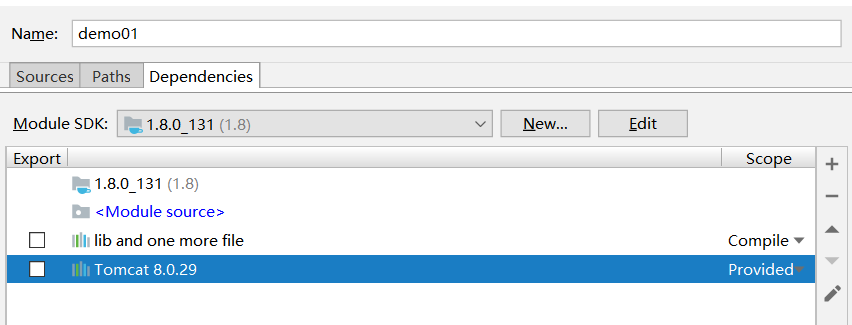 Name: demo01
Sources Paths Dependencies
Module SDK: 1.8.0_131 (1.8) New... Edit
Export Scope
1.8.0_131 (1.8)
<Module source>
lib and one more file Compile
Tomcat 8.0.29 Provided